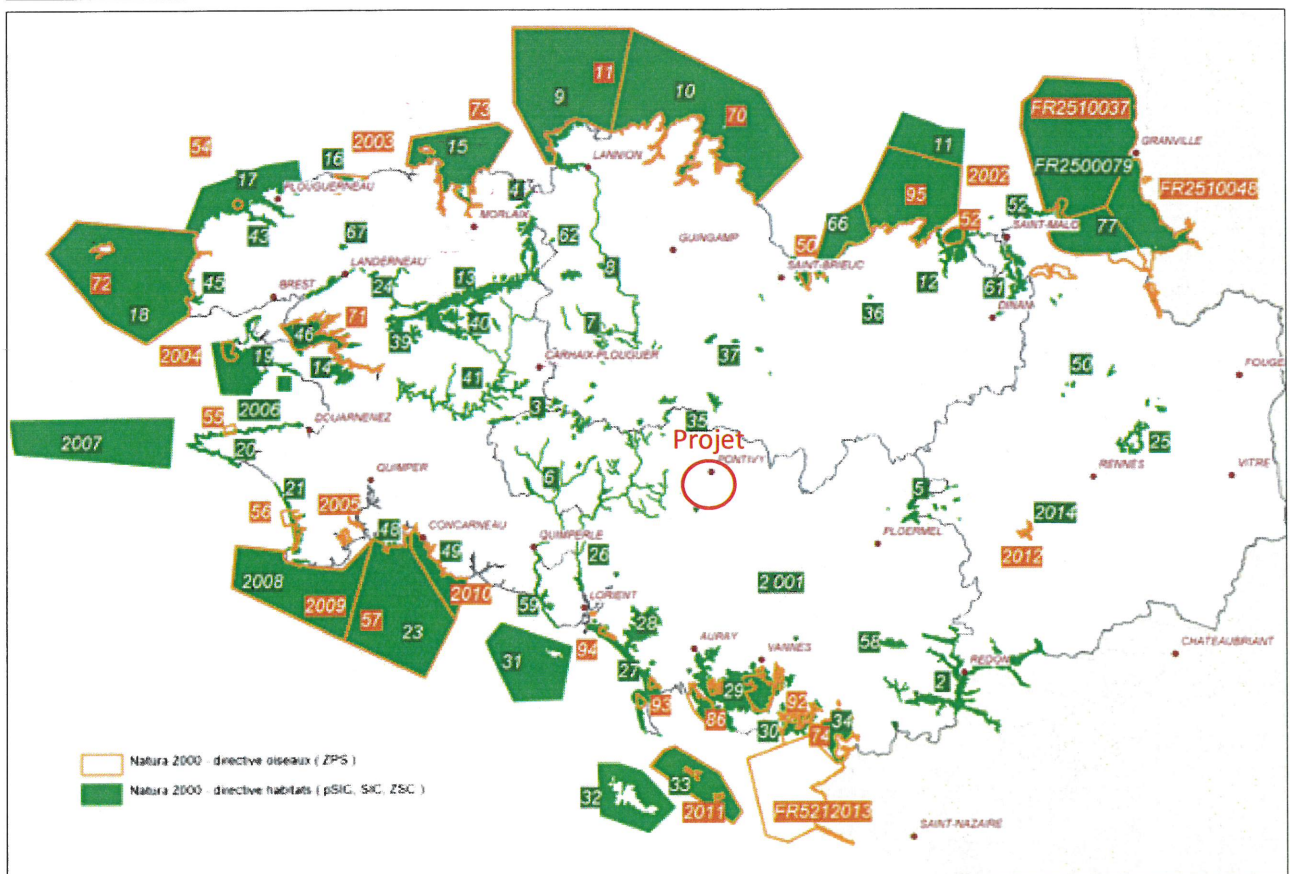 11
9
10
70
73
54
16
2003
15
17
PLOUGUERNEAU
43
LANNION
4
MORLAIX
11
95
2002
66
50
52
52
SAINT-MALO
FR2510037
GRANVILLE
FR2500079
FR2510048
77
67
62
GUINGAMP
SAINT-BRIEUC
72
18
45
BREST
LANDERNEAU
24
13
8
12
61
DINAN
36
71
46
2004
19
14
39
40
7
37
CARHAIX-PLOUGUER
41
50
FOUGE
2006
55
DOUARNENEZ
2007
20
3
35
Projet
PONTIVY
25
RENNES
VITRE
QUIMPER
21
56
2005
48
CONCARNEAU
49
6
5
PLOERMEL
2014
2012
QUIMPERLE
26
2008
2009
57
23
2010
59
LORIENT
2 001
28
31
94
27
AURAY
VANNES
58
REDON
2
CHATEAUBRIANT
93
86
29
92
30
74
34
32
33
2011
FR5212013
SAINT-NAZAIRE
Natura 2000 - directive oiseaux ( ZPS )
Natura 2000 - directive habitats ( pSIC, SIC, ZSC )